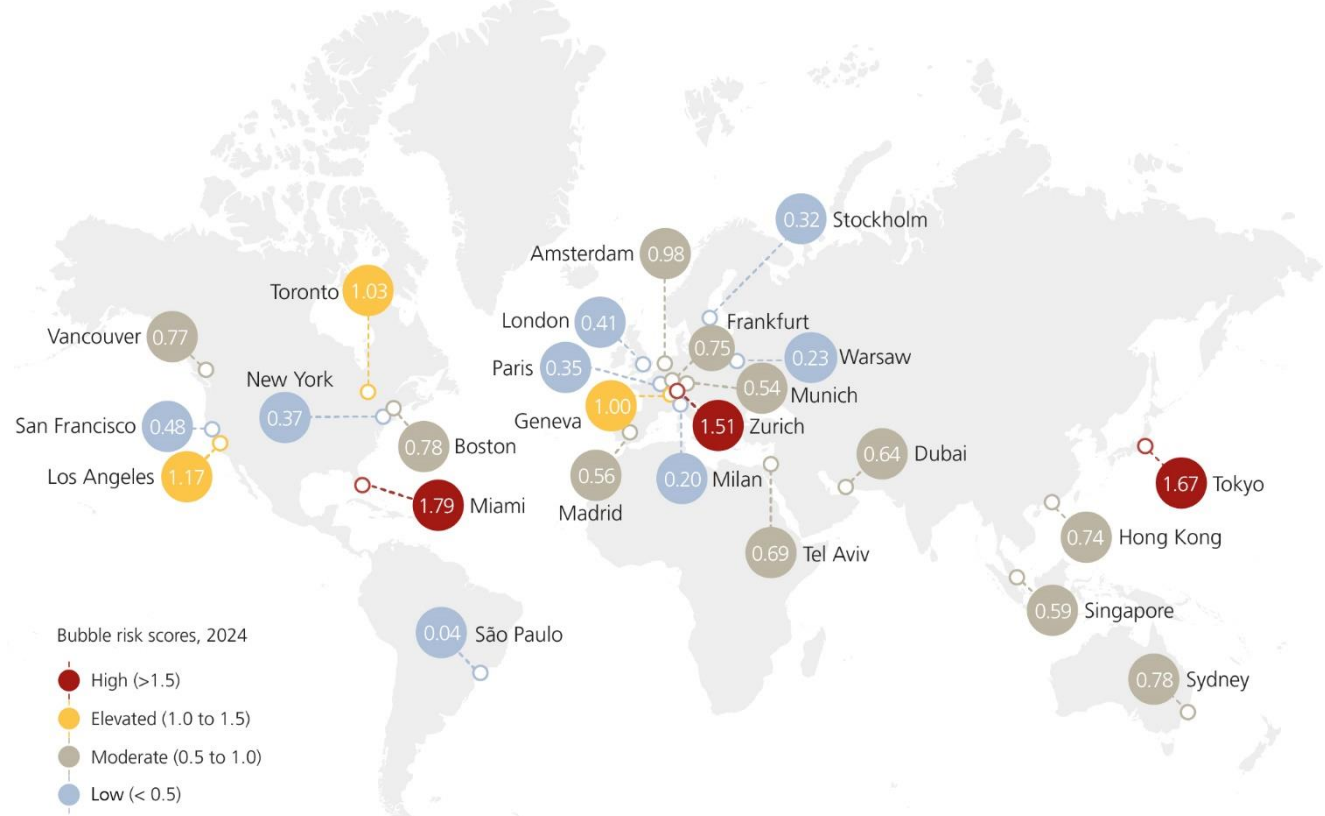 0.32 Stockholm
Amsterdam 0.98
Toronto 1.03
London 0.41
Frankfurt
0.75
Vancouver 0.77
0.23 Warsaw
Paris 0.35
New York
0.37
0.54
Munich
Geneva 1.00
San Francisco 0.48
1.51 Zurich
0.78 Boston
0.64 Dubai
Los Angeles 1.17
0.56
Madrid
0.20 Milan
1.67 Tokyo
1.79 Miami
0.74 Hong Kong
0.69 Tel Aviv
0.59 Singapore
0.04 São Paulo
0.78 Sydney
Bubble risk scores, 2024
High (>1.5)
Elevated (1.0 to 1.5)
Moderate (0.5 to 1.0)
Low (< 0.5)